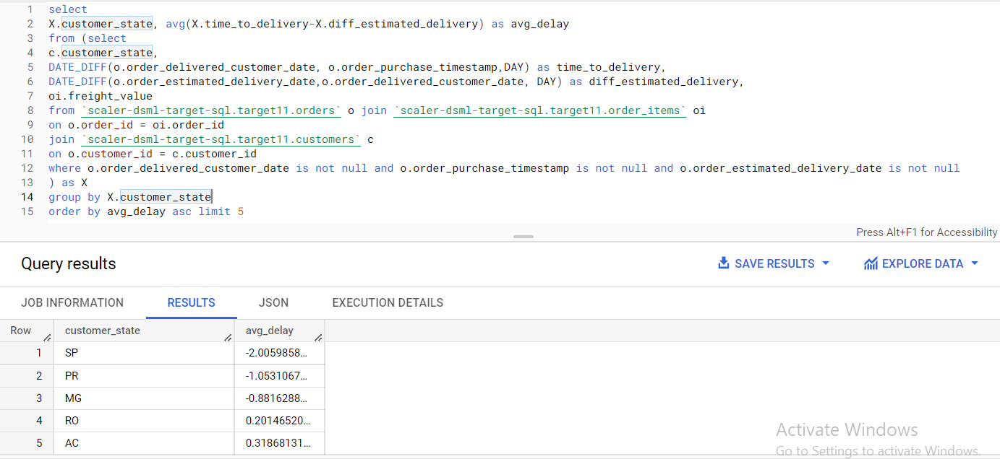 1 select
2 X.customer_state, avg(X.time_to_delivery-X.diff_estimated_delivery) as avg_delay
3 from (select
4 c.customer_state,
5 DATE_DIFF(o.order_delivered_customer_date, o.order_purchase_timestamp,DAY) as time_to_delivery,
6 DATE_DIFF(o.order_estimated_delivery_date,o.order_delivered_customer_date, DAY) as diff_estimated_delivery,
7 oi.freight_value
8 from `scaler-dsml-target-sql.target11.orders` o join `scaler-dsml-target-sql.target11.order_items` oi
9 on o.order_id = oi.order_id
10 join `scaler-dsml-target-sql.target11.customers` c
11 on o.customer_id = c.customer_id
12 where o.order_delivered_customer_date is not null and o.order_purchase_timestamp is not null and o.order_estimated_delivery_date is not null
13 ) as X
14 group by X.customer_state
15 order by avg_delay asc limit 5
Press Alt+F1 for Accessibility
Query results SAVE RESULTS EXPLORE DATA
JOB INFORMATION RESULTS JSON EXECUTION DETAILS
Row customer_state avg_delay
1 SP -2.0059858...
2 PR -1.0531067...
3 MG -0.8816288...
4 RO 0.20146520...
5 AC 0.31868131...
Activate Windows
Go to Settings to activate Windows.